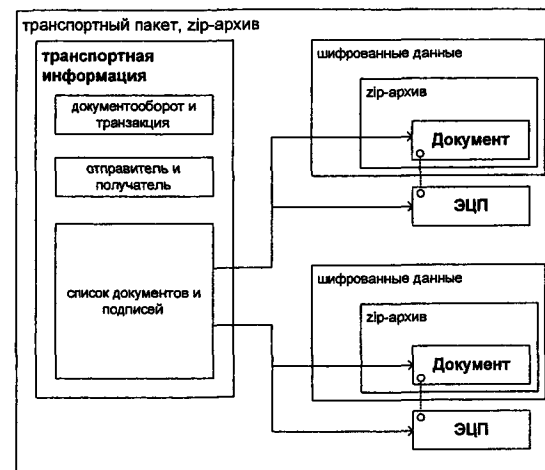 транспортный пакет, zip-архив
транспортная
информация
документооборот и
транзакция
отправитель и
получатель
список документов и
подписей
шифрованные данные
zip-архив
Документ
ЭЦП
шифрованные данные
zip-архив
Документ
ЭЦП